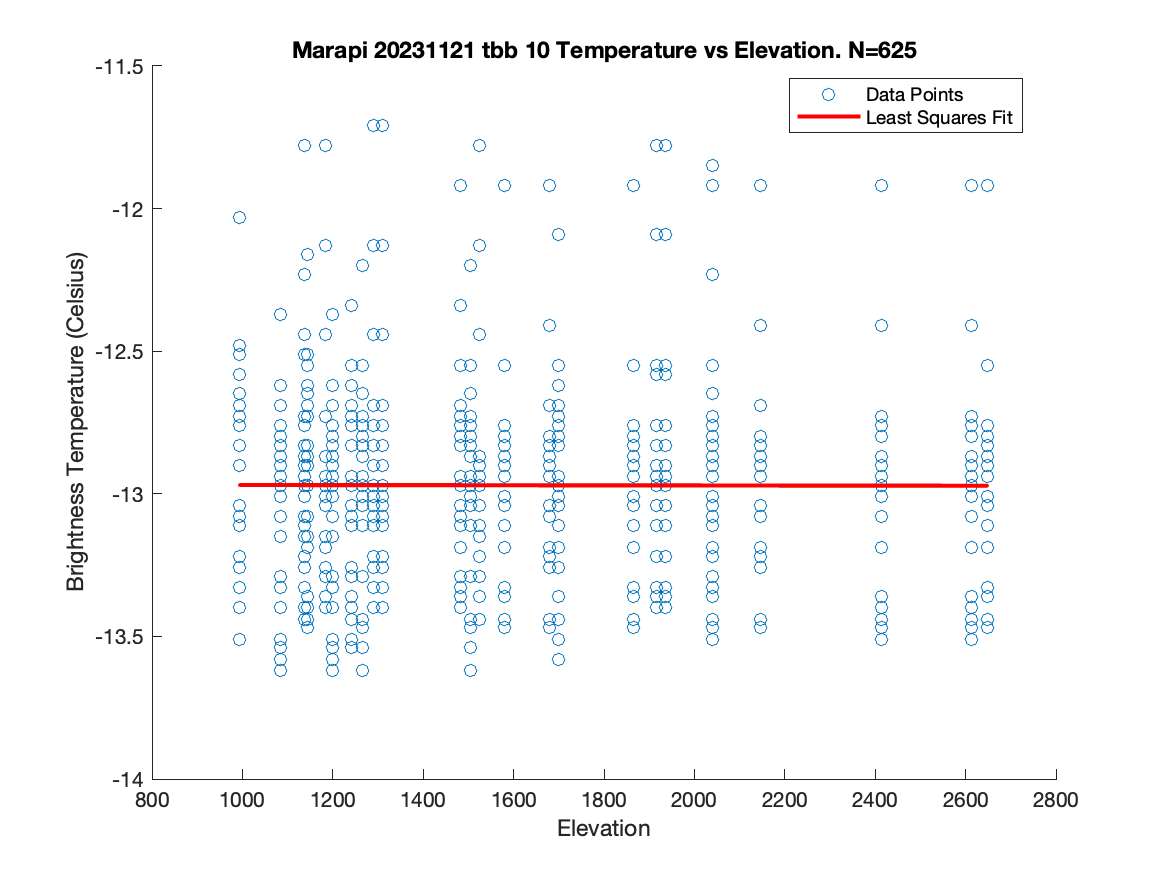 Marapi 20231121 tbb 10 Temperature vs Elevation. N=625
Data Points
Least Squares Fit
Brightness Temperature (Celsius)
-11.5
-12
-12.5
-13
-13.5
-14
800 1000 1200 1400 1600 1800 2000 2200 2400 2600 2800
Elevation